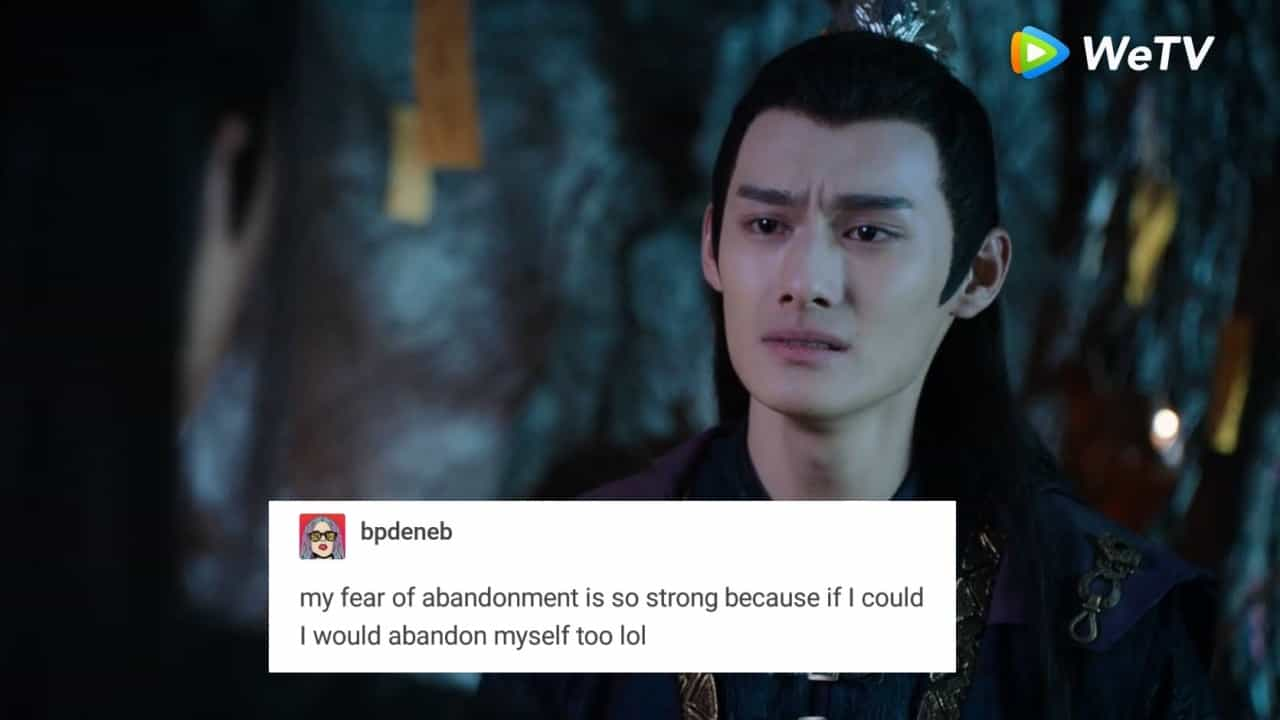 WeTV
bpdeneb
my fear of abandonment is so strong because if I could
I would abandon myself too lol